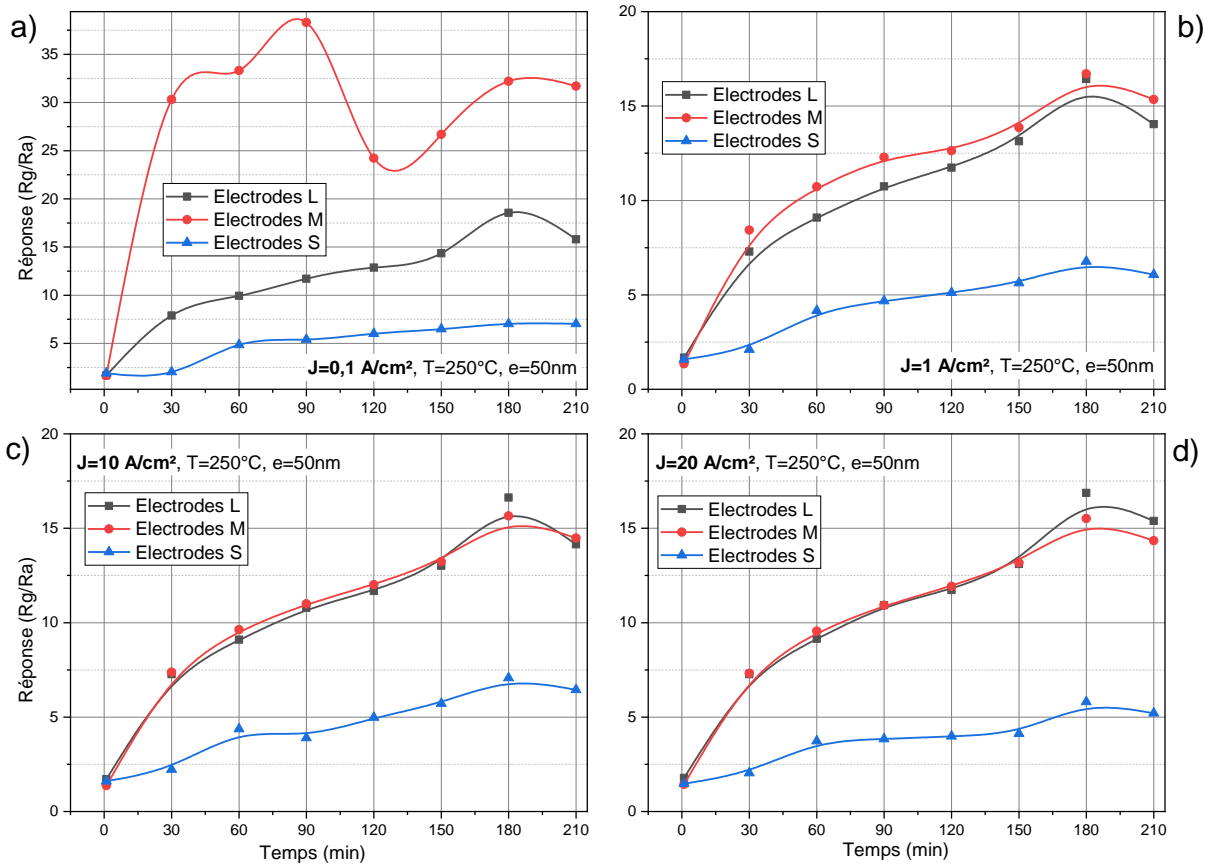 a)
35
30
25
20
15
10
5
Réponse (Rg/Ra)
Electrodes L
Electrodes M
Electrodes S
J=0,1 A/cm², T=250°C, e=50nm
0 30 60 90 120 150 180 210
b)
20
15
10
5
0
Electrodes L
Electrodes M
Electrodes S
J=1 A/cm², T=250°C, e=50nm
0 30 60 90 120 150 180 210
c)
20
15
10
5
0
Réponse (Rg/Ra)
J=10 A/cm², T=250°C, e=50nm
Electrodes L
Electrodes M
Electrodes S
0 30 60 90 120 150 180 210
Temps (min)
d)
20
15
10
5
0
J=20 A/cm², T=250°C, e=50nm
Electrodes L
Electrodes M
Electrodes S
0 30 60 90 120 150 180 210
Temps (min)